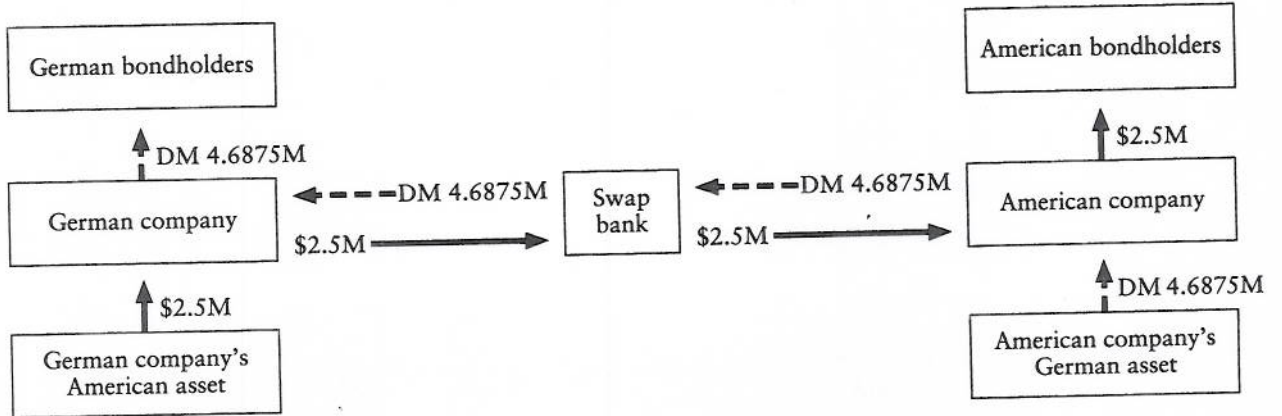 German bondholders
American bondholders
DM 4.6875M
$2.5M
German company
DM 4.6875M
$2.5M
Swap
bank
DM 4.6875M
$2.5M
American company
$2.5M
DM 4.6875M
German company's
American asset
American company's
German asset